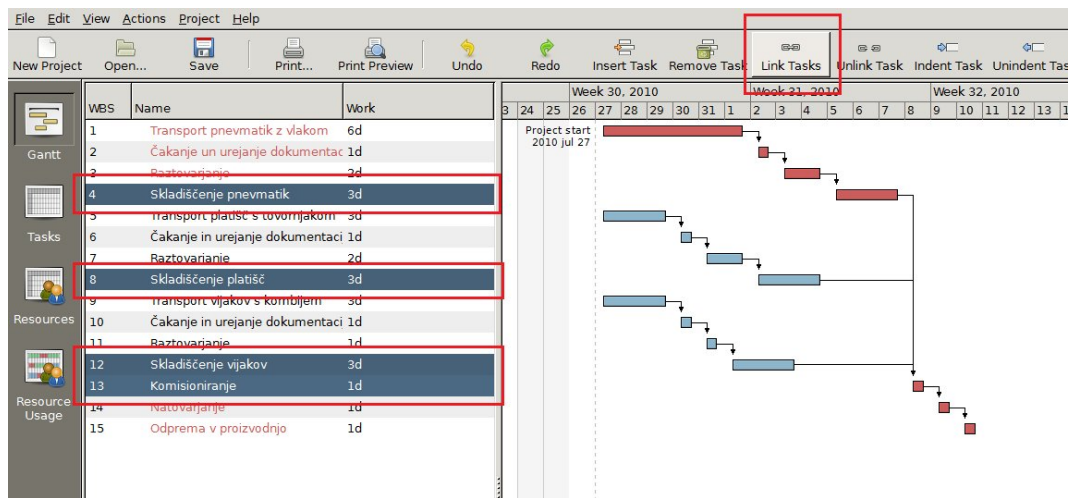 File Edit View Actions Project Help
New Project Open... Save Print... Print Preview Undo Redo Insert Task Remove Task Link Tasks Unlink Task Indent Task Unindent Tas
WBS Name Work
Week 30, 2010 Week 31, 2010 Week 32, 2010
3 24 25 26 27 28 29 30 31 1 2 3 4 5 6 7 8 9 10 11 12 13 1
Project start
2010 jul 27
Gantt
Tasks
Resources
Resource
Usage
1 Transport pnevmatik z vlakom 6d
2 Čakanje un urejanje dokumentac 1d
3 Raztovarjanje 2d
4 Skladiščenje pnevmatik 3d
5 Transport platišč s tovornjakom 3d
6 Čakanje in urejanje dokumentaci 1d
7 Raztovarjanje 2d
8 Skladiščenje platišč 3d
9 Transport vijakov s kombijem 3d
10 Čakanje in urejanje dokumentaci 1d
11 Raztovarjanje 1d
12 Skladiščenje vijakov 3d
13 Komisioniranje 1d
14 Natovarjanje 1d
15 Odprema v proizvodnjo 1d